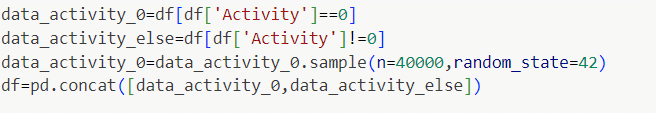 data_activity_0=df[df['Activity']==0]
data_activity_else=df[df['Activity']!=0]
data_activity_0=data_activity_0.sample(n=40000,random_state=42)
df=pd.concat([data_activity_0,data_activity_else])